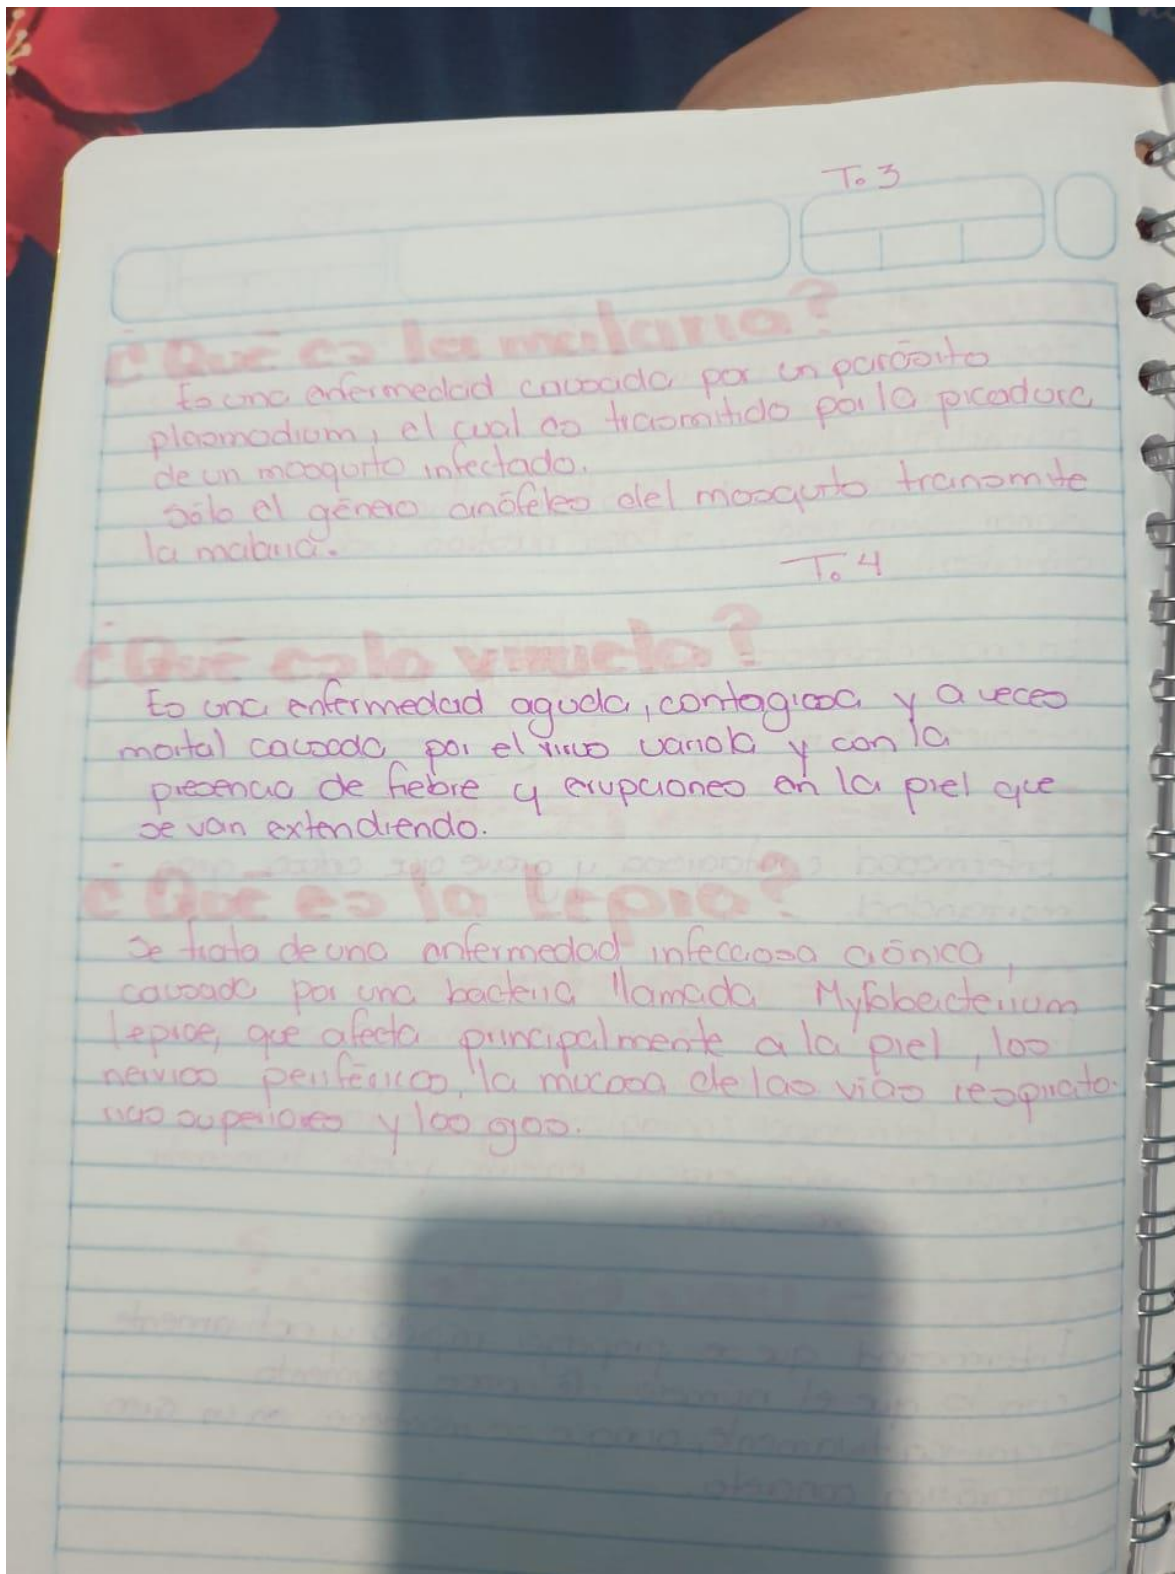 T. 3
¿Qué es la malaria?
Es una enfermedad causada por un parásito
plasmodium, el cual es trasmitido por la picadura
de un mosquito infectado.
sólo el género anófeles del mosquito transmite
la malaria.
T. 4
¿Qué es la viruela?
Es una enfermedad aguda, contagiosa y a veces
mortal causada por el virus variola y con la
presencia de fiebre y erupciones en la piel que
se van extendiendo.
¿Qué es la Lepra?
Se trata de una enfermedad infecciosa crónica,
causada por una bacteria llamada Mykobacterium
leprae, que afecta principalmente a la piel, los
nervios periféricos, la mucosa de las vías respirato-
rias superiores y los ojos.